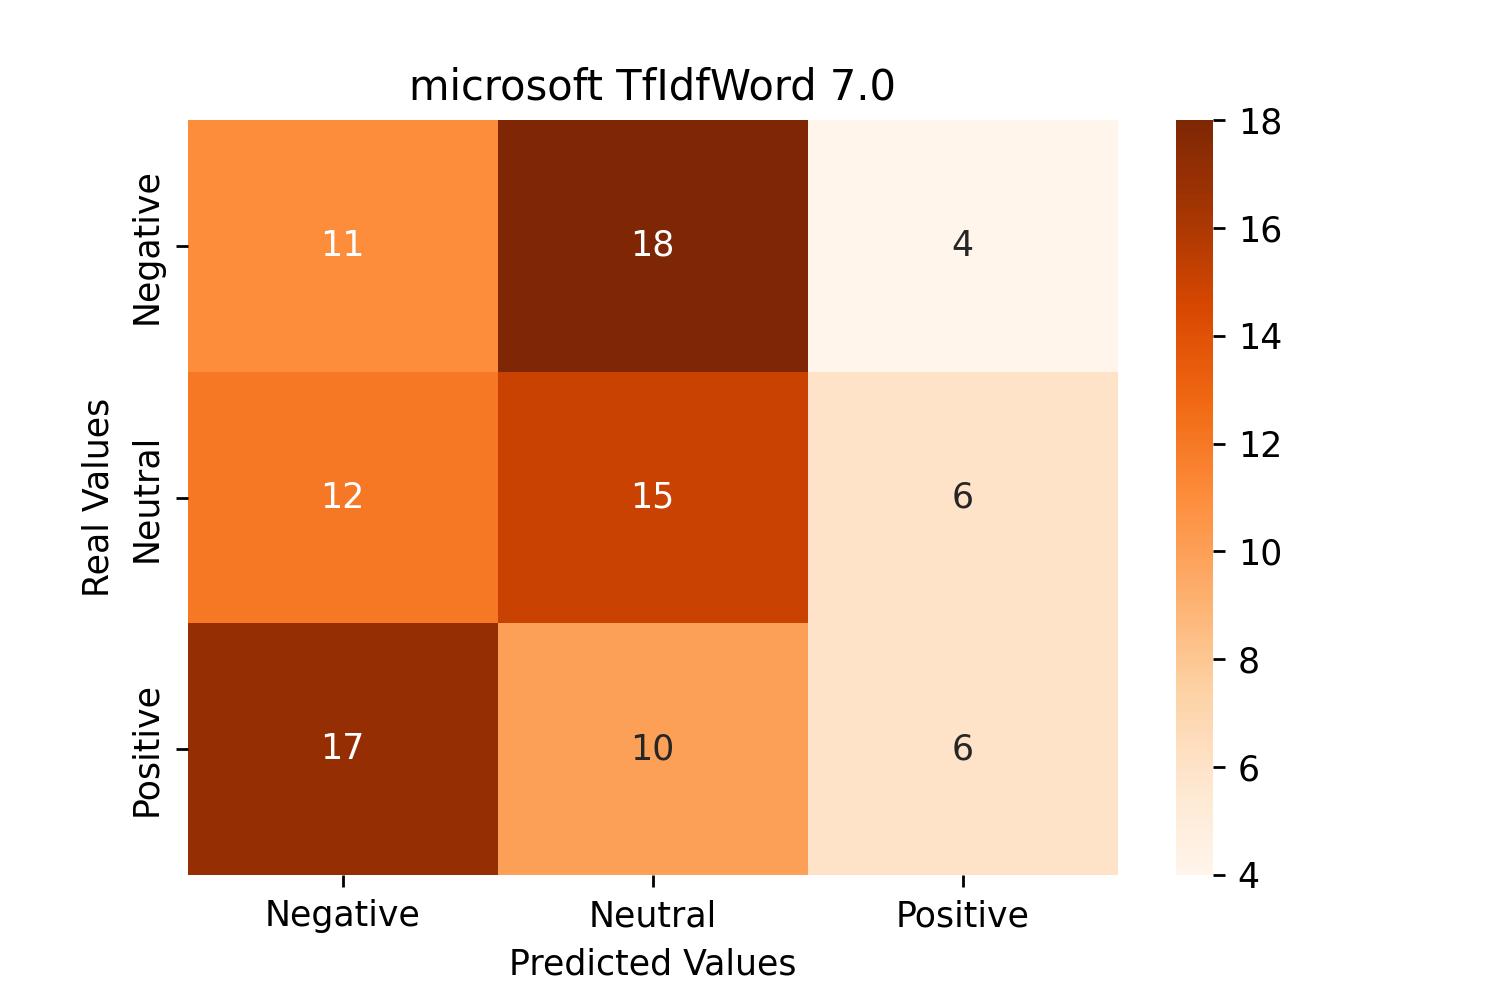 microsoft TfIdfWord 7.0
Real Values
Negative
11 18 4
Neutral
12 15 6
Positive
17 10 6
Negative Neutral Positive
Predicted Values
18
16
14
12
10
8
6
4